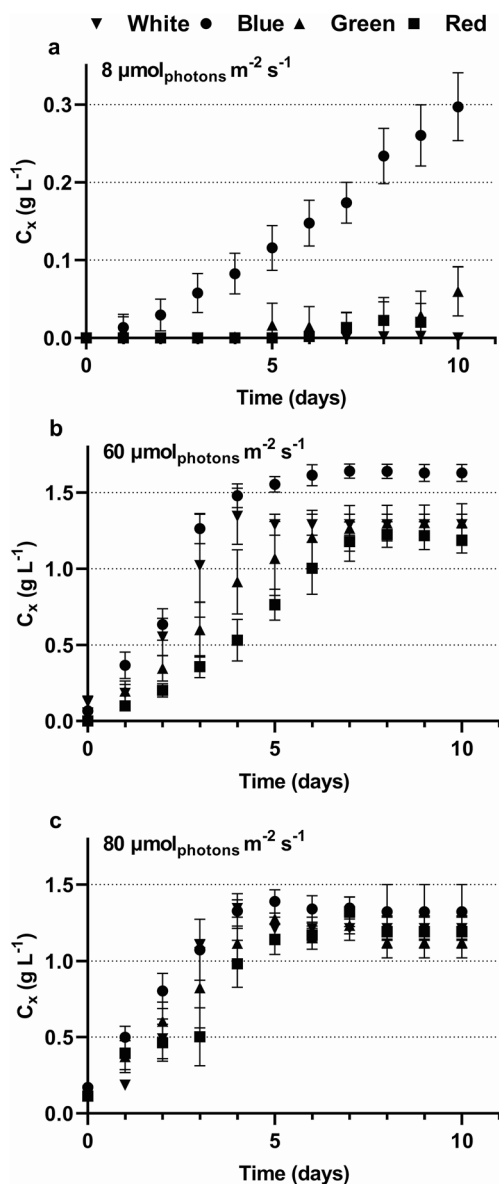 White Blue Green Red
a
8 µmolphotons m-2 s-1
0.3
0.2
0.1
0.0
Cx (g L-1)
0 5 10
Time (days)
b
60 µmolphotons m-2 s-1
1.5
1.0
0.5
0.0
Cx (g L-1)
0 5 10
Time (days)
c
80 µmolphotons m-2 s-1
1.5
1.0
0.5
0.0
Cx (g L-1)
0 5 10
Time (days)